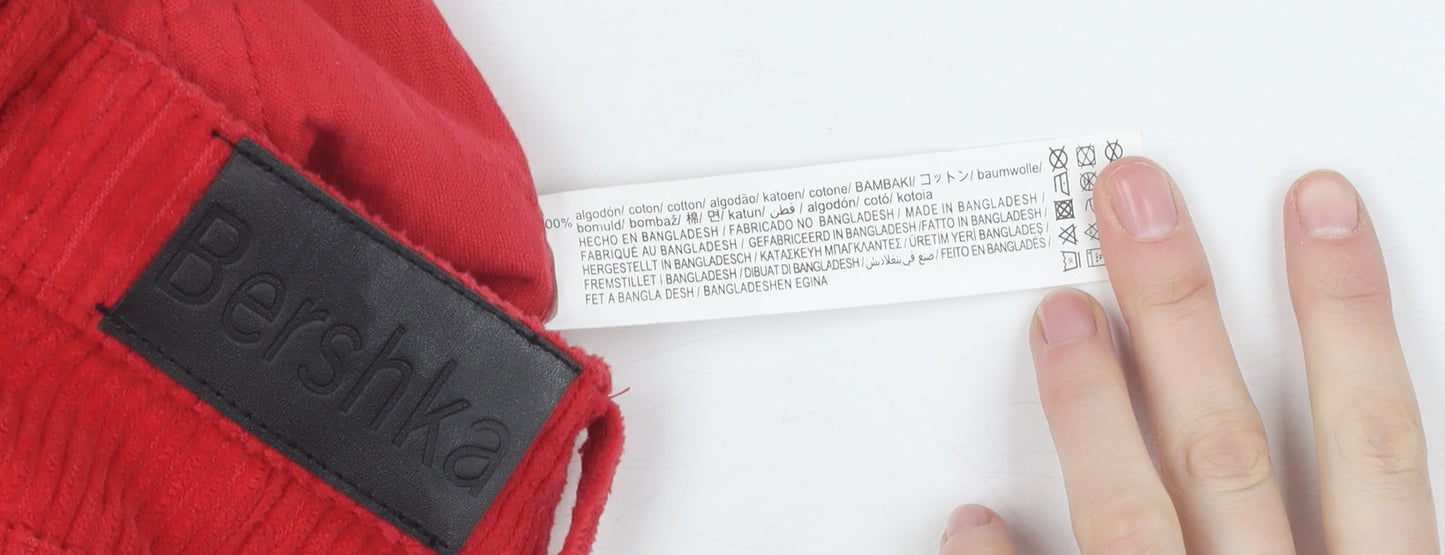 Bershka
100% algodón/ coton/ cotton/ algodão/ katoen/ cotone/ BAMBAKI/ コットン/ baumwolle/
bomuld/ bombaž/ 棉/ 면/ katun/ قطن / algodón/ cotó/ kotoia
HECHO EN BANGLADESH / FABRICADO NO BANGLADESH / MADE IN BANGLADESH /
FABRIQUÉ AU BANGLADESH / GEFABRICEERD IN BANGLADESH /FATTO IN BANGLADESH /
HERGESTELLT IN BANGLADESCH / ΚΑΤΑΣΚΕΥΗ ΜΠΑΓΚΛΑΝΤΕΣ / ÜRETİM YERİ BANGLADEŞ /
FREMSTILLET I BANGLADESH / DIBUAT DI BANGLADESH / صنع في بنغلاديش / FEITO EN BANGLADÉS /
FET A BANGLA DESH / BANGLADESHEN EGINA